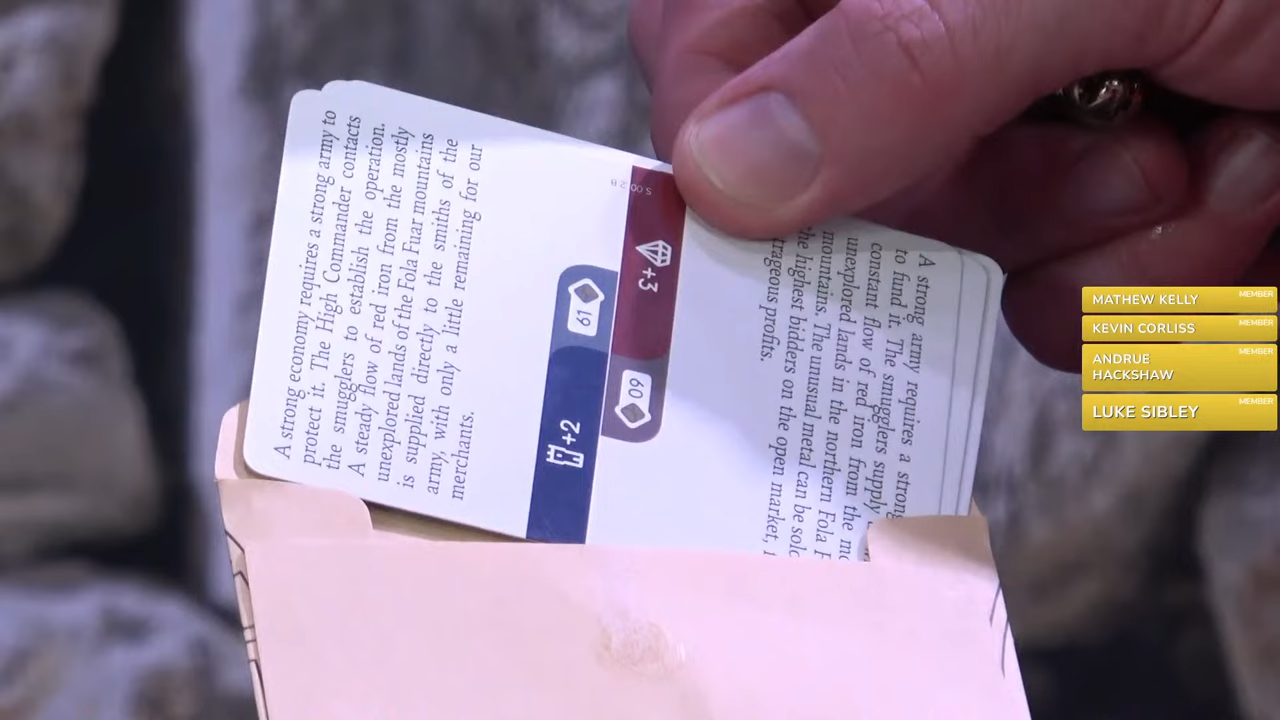 A strong economy requires a strong army to
protect it. The High Commander contacts
the smugglers to establish the operation.
A steady flow of red iron from the mostly
unexplored lands of the Fola Fuar mountains
is supplied directly to the smiths of the
army, with only a little remaining for our
merchants.
+2
61
+3
60
A strong army requires a strong
to fund it. The smugglers supply
constant flow of red iron from the
unexplored lands in the northern Fola
mountains. The unusual metal can be
the highest bidders on the open market,
trageous profits.
MATHEW KELLY MEMBER
KEVIN CORLISS MEMBER
ANDRUE MEMBER
HACKSHAW
LUKE SIBLEY MEMBER